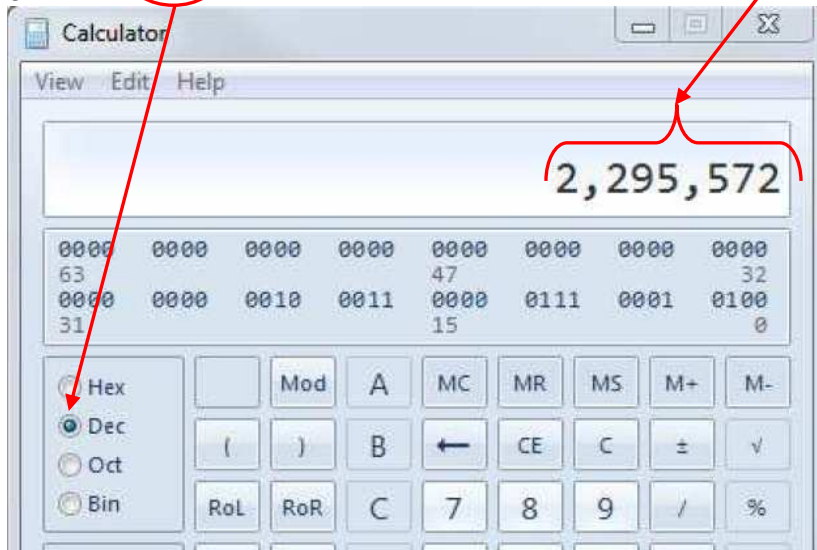 Calculator
View Edit Help
2,295,572
0000 0000 0000 0000 0000 0000 0000 0000
63 47 32
0000 0000 0010 0011 0000 0111 0001 0100
31 15 0
Hex Mod A MC MR MS M+ M-
Dec ( ) B ← CE C ± √
Oct
Bin RoL RoR C 7 8 9 / %